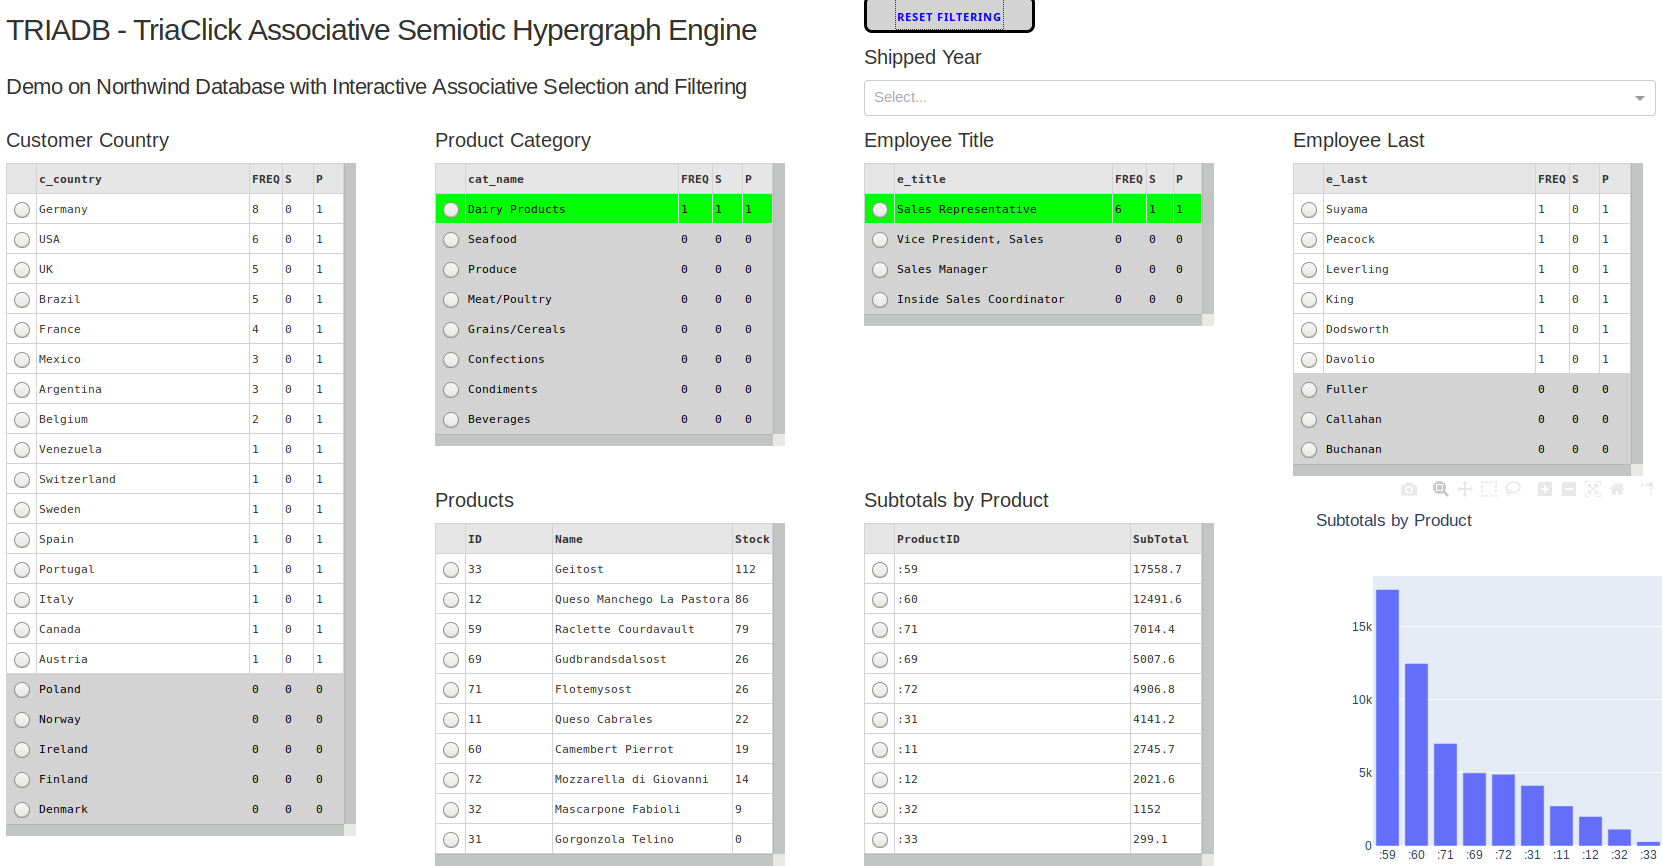 TRIADB - TriaClick Associative Semiotic Hypergraph Engine
Demo on Northwind Database with Interactive Associative Selection and Filtering
RESET FILTERING
Shipped Year
Select...
Customer Country
c_country FREQ S P
Germany 8 0 1
USA 6 0 1
UK 5 0 1
Brazil 5 0 1
France 4 0 1
Mexico 3 0 1
Argentina 3 0 1
Belgium 2 0 1
Venezuela 1 0 1
Switzerland 1 0 1
Sweden 1 0 1
Spain 1 0 1
Portugal 1 0 1
Italy 1 0 1
Canada 1 0 1
Austria 1 0 1
Poland 0 0 0
Norway 0 0 0
Ireland 0 0 0
Finland 0 0 0
Denmark 0 0 0
Product Category
cat_name FREQ S P
Dairy Products 1 1 1
Seafood 0 0 0
Produce 0 0 0
Meat/Poultry 0 0 0
Grains/Cereals 0 0 0
Confections 0 0 0
Condiments 0 0 0
Beverages 0 0 0
Employee Title
e_title FREQ S P
Sales Representative 6 1 1
Vice President, Sales 0 0 0
Sales Manager 0 0 0
Inside Sales Coordinator 0 0 0
Employee Last
e_last FREQ S P
Suyama 1 0 1
Peacock 1 0 1
Leverling 1 0 1
King 1 0 1
Dodsworth 1 0 1
Davolio 1 0 1
Fuller 0 0 0
Callahan 0 0 0
Buchanan 0 0 0
Products
ID Name Stock
33 Geitost 112
12 Queso Manchego La Pastora 86
59 Raclette Courdavault 79
69 Gudbrandsdalsost 26
71 Flotemysost 26
11 Queso Cabrales 22
60 Camembert Pierrot 19
72 Mozzarella di Giovanni 14
32 Mascarpone Fabioli 9
31 Gorgonzola Telino 0
Subtotals by Product
ProductID SubTotal
:59 17558.7
:60 12491.6
:71 7014.4
:69 5007.6
:72 4906.8
:31 4141.2
:11 2745.7
:12 2021.6
:32 1152
:33 299.1
Subtotals by Product
15k
10k
5k
0
:59 :60 :71 :69 :72 :31 :11 :12 :32 :33